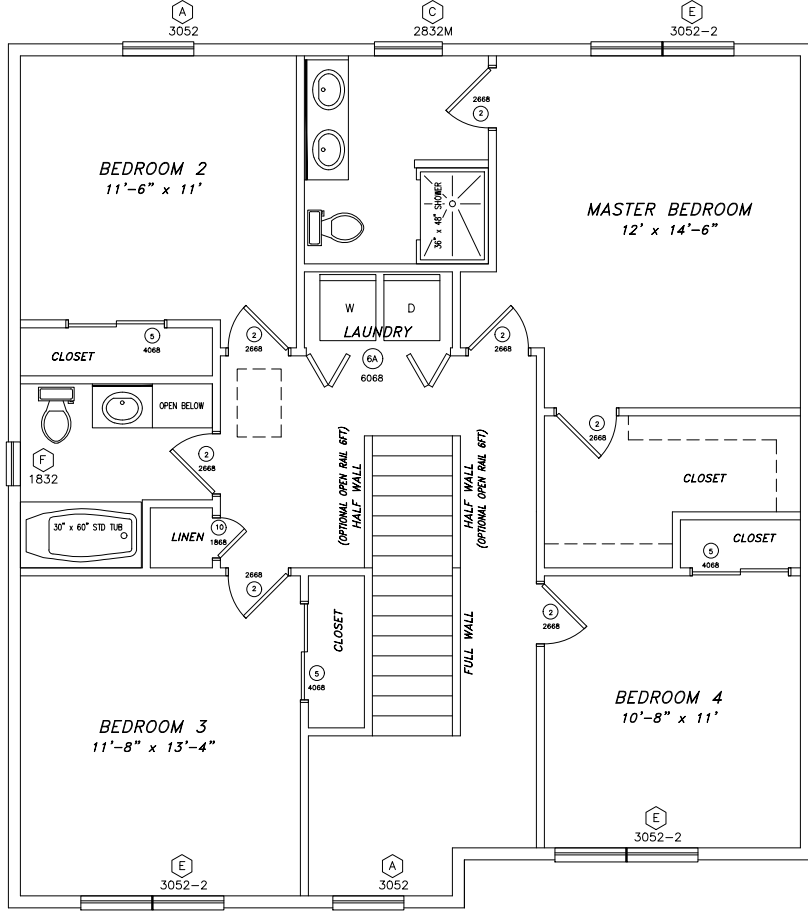 A
3052
C
2832M
E
3052-2
2668
2
BEDROOM 2
11'-6" x 11'
36" x 48" SHOWER
MASTER BEDROOM
12' x 14'-6"
W
D
LAUNDRY
5
4068
2
2668
2
2668
CLOSET
6A
6068
OPEN BELOW
2
2668
2
2668
F
1832
(OPTIONAL OPEN RAIL 6FT)
HALF WALL
HALF WALL
(OPTIONAL OPEN RAIL 6FT)
CLOSET
30" x 60" STD TUB
LINEN
10
1868
5
4068
CLOSET
2668
2
2
2668
CLOSET
FULL WALL
5
4068
BEDROOM 3
11'-8" x 13'-4"
BEDROOM 4
10'-8" x 11'
E
3052-2
E
3052-2
A
3052